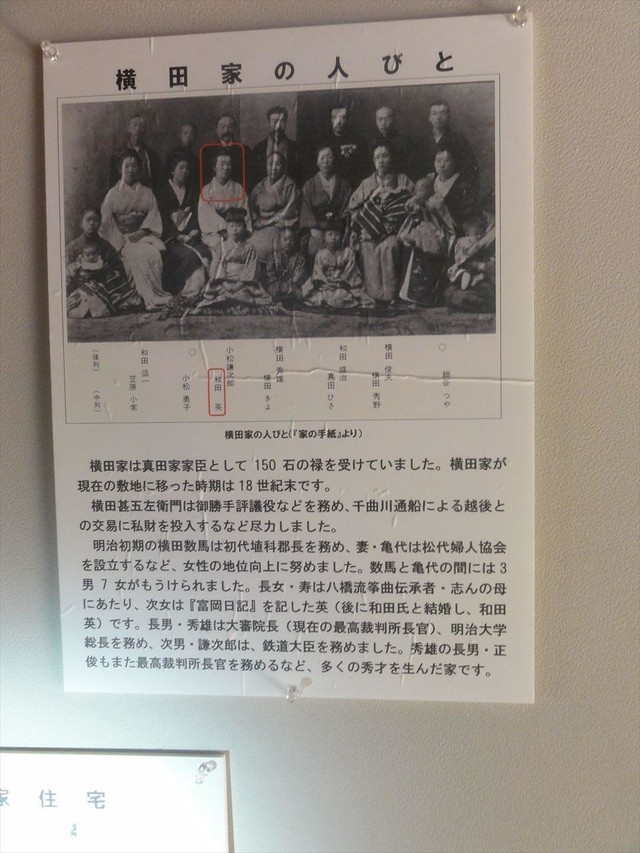 横田家の人びと
(後列) 和田 ○ 小松謙次郎 横田 秀雄 和田 盛治 横田 俊夫 ○
(中列) 笠原 小常 小松 勇子 和田 英 横田 きよ 真田 ひさ 横田 秀野 つや
横田家の人びと(『家の手紙』より)
横田家は真田家家臣として 150 石の禄を受けていました。横田家が
現在の敷地に移った時期は 18 世紀末です。
横田甚五左衛門は御勝手評議役などを務め、千曲川通船による越後と
の交易に私財を投入するなど尽力しました。
明治初期の横田数馬は初代埴科郡長を務め、妻・亀代は松代婦人協会
を設立するなど、女性の地位向上に努めました。数馬と亀代の間には 3
男 7 女がもうけられました。長女・寿は八橋流箏曲伝承者・志んの母
にあたり、次女は『富岡日記』を記した英(後に和田氏と結婚し、和田
英)です。長男・秀雄は大審院長(現在の最高裁判所長官)、明治大学
総長を務め、次男・謙次郎は、鉄道大臣を務めました。秀雄の長男・正
俊もまた最高裁判所長官を務めるなど、多くの秀才を生んだ家です。
家住宅